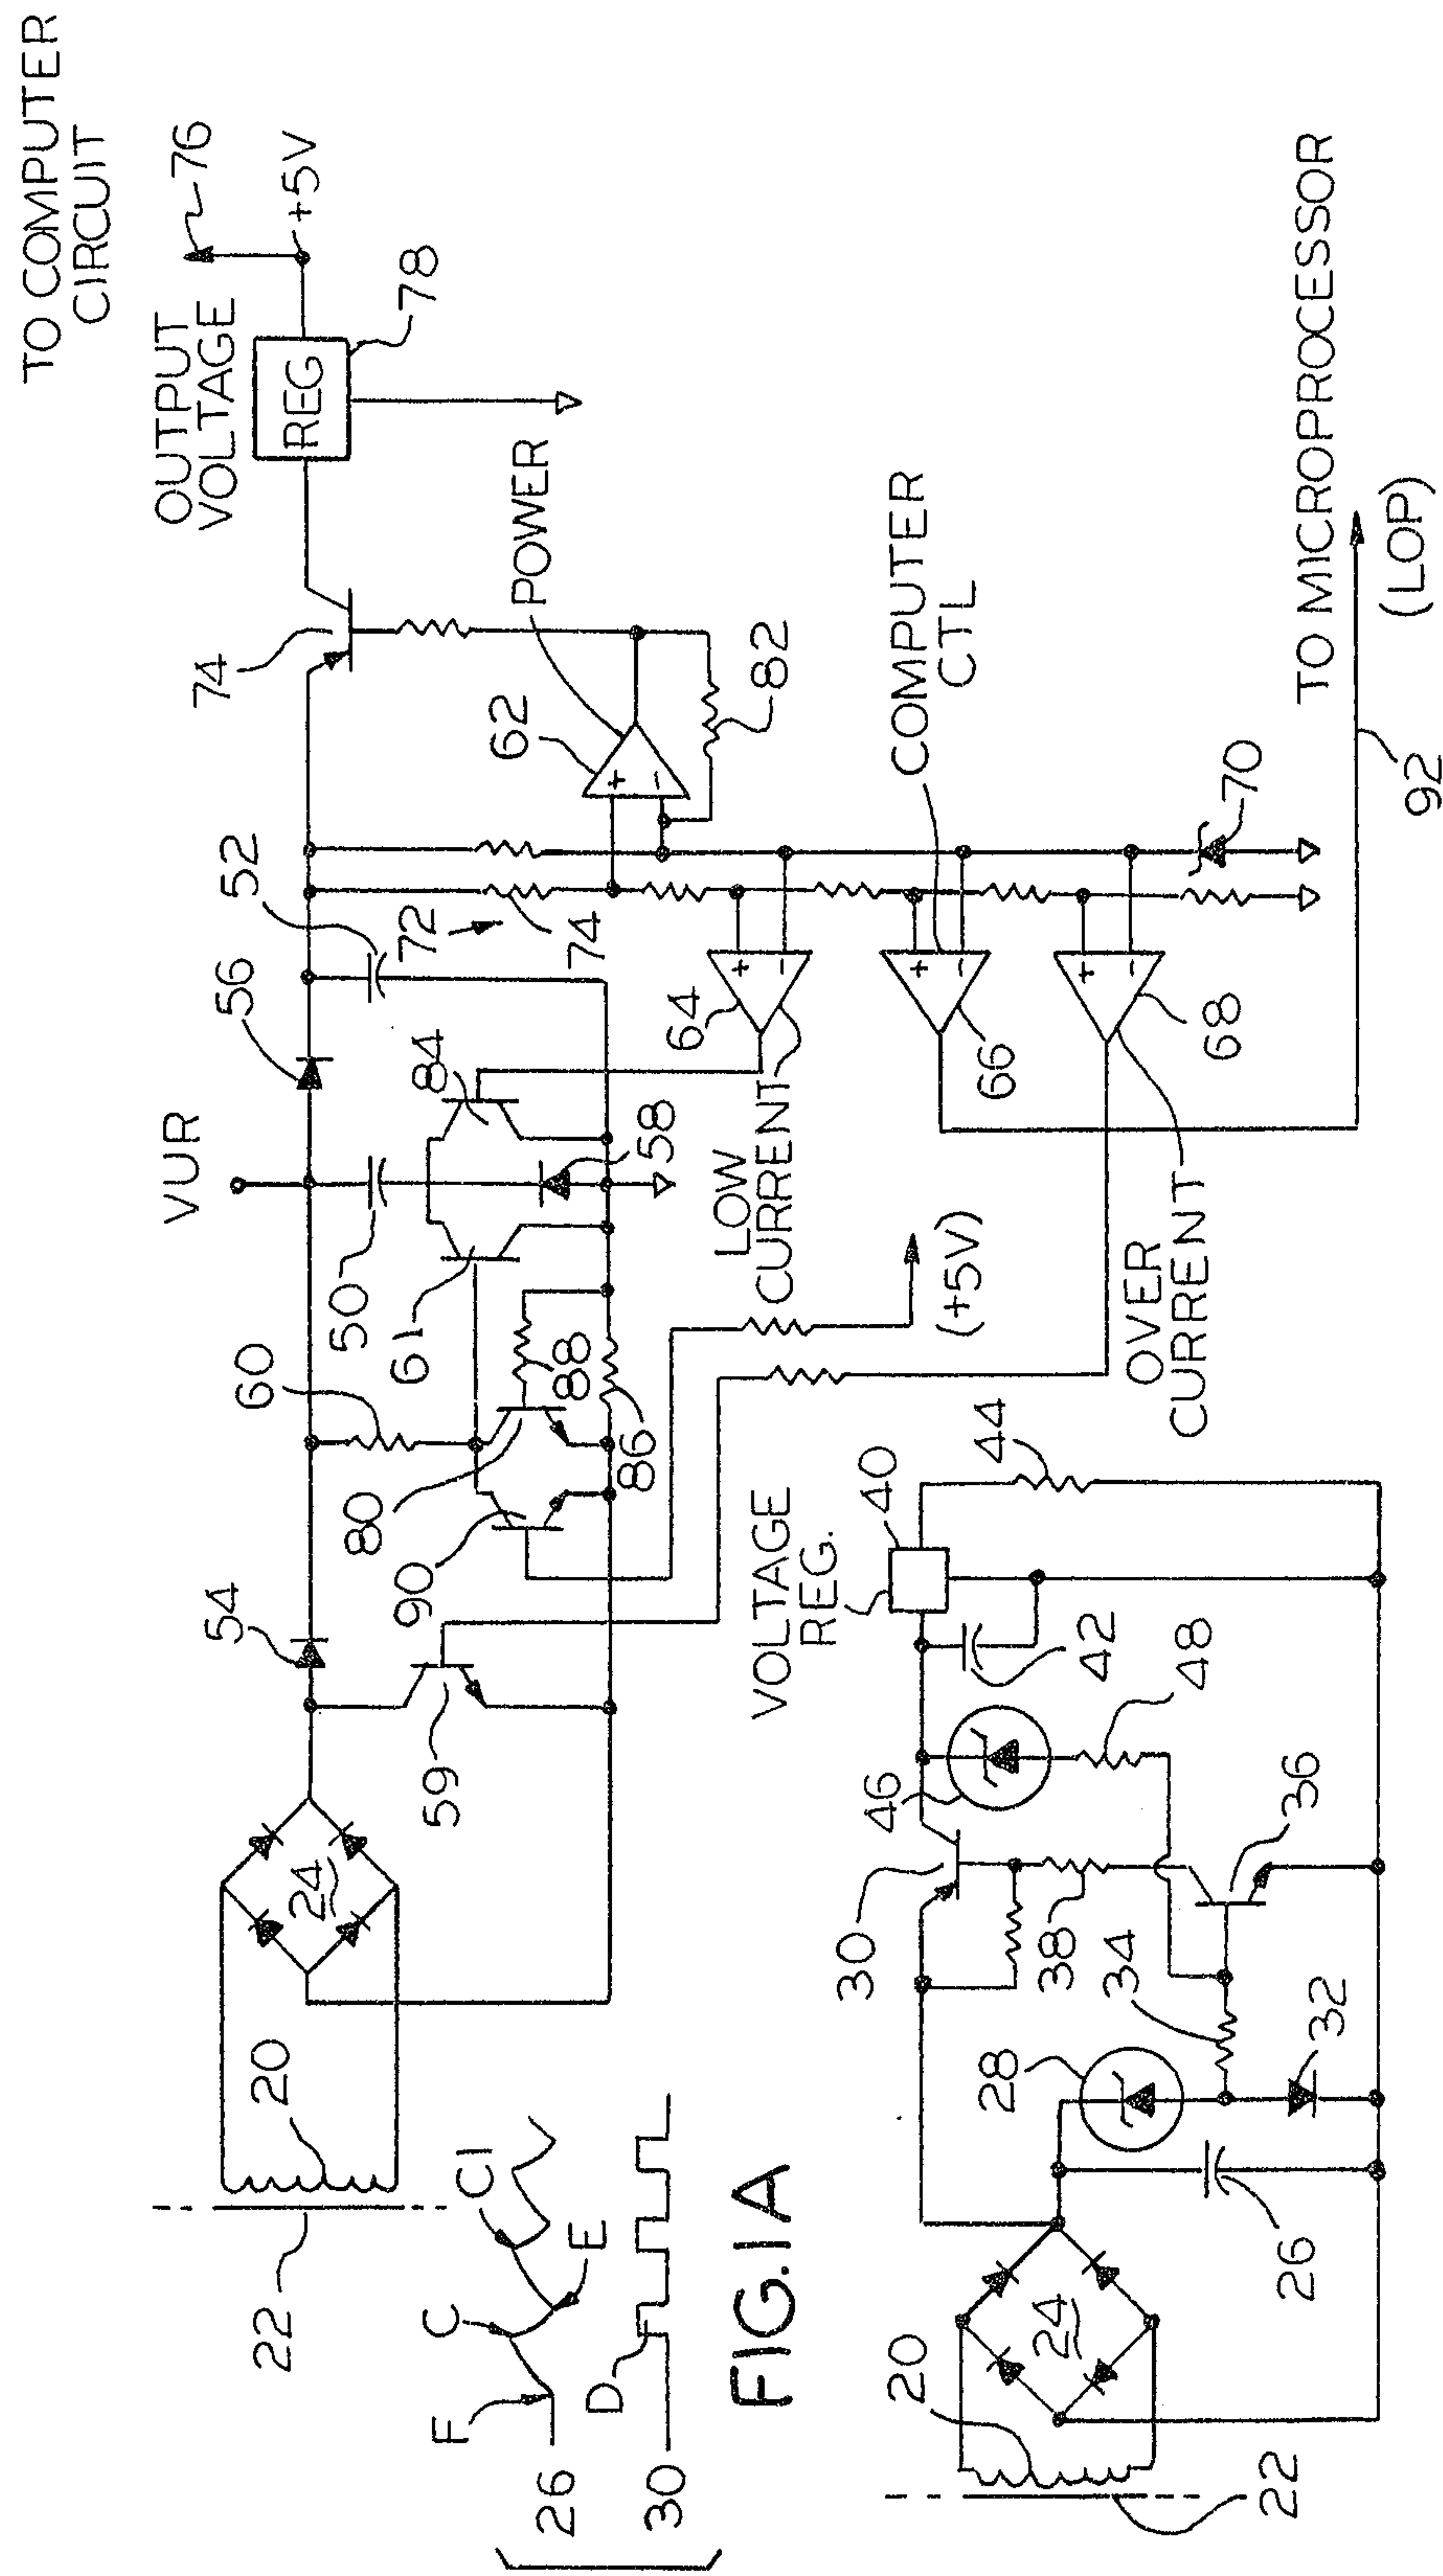 TO COMPUTER
CIRCUIT
76
+5V
OUTPUT
VOLTAGE
REG
78
74
POWER
62
82
52
72
74
56
VUR
84
50
58
61
60
88
80
86
90
54
59
24
20
22
64
LOW
CURRENT
COMPUTER
CTL
66
68
70
OVER
CURRENT
(+5V)
TO MICROPROCESSOR
(LOP)
92
F
C
C1
E
D
26
30
FIG.1A
VOLTAGE
REG.
40
44
42
46
48
30
38
36
34
28
32
26
24
20
22